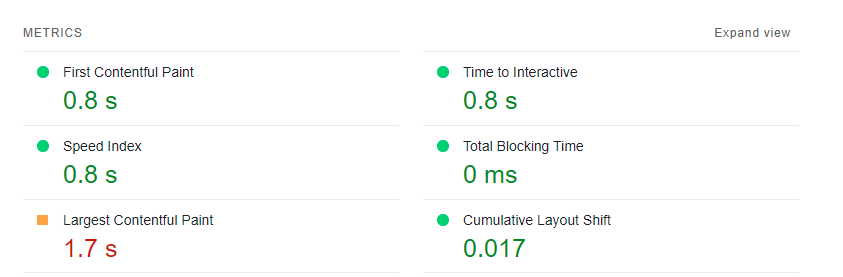 METRICS
Expand view
First Contentful Paint
0.8 s
Time to Interactive
0.8 s
Speed Index
0.8 s
Total Blocking Time
0 ms
Largest Contentful Paint
1.7 s
Cumulative Layout Shift
0.017